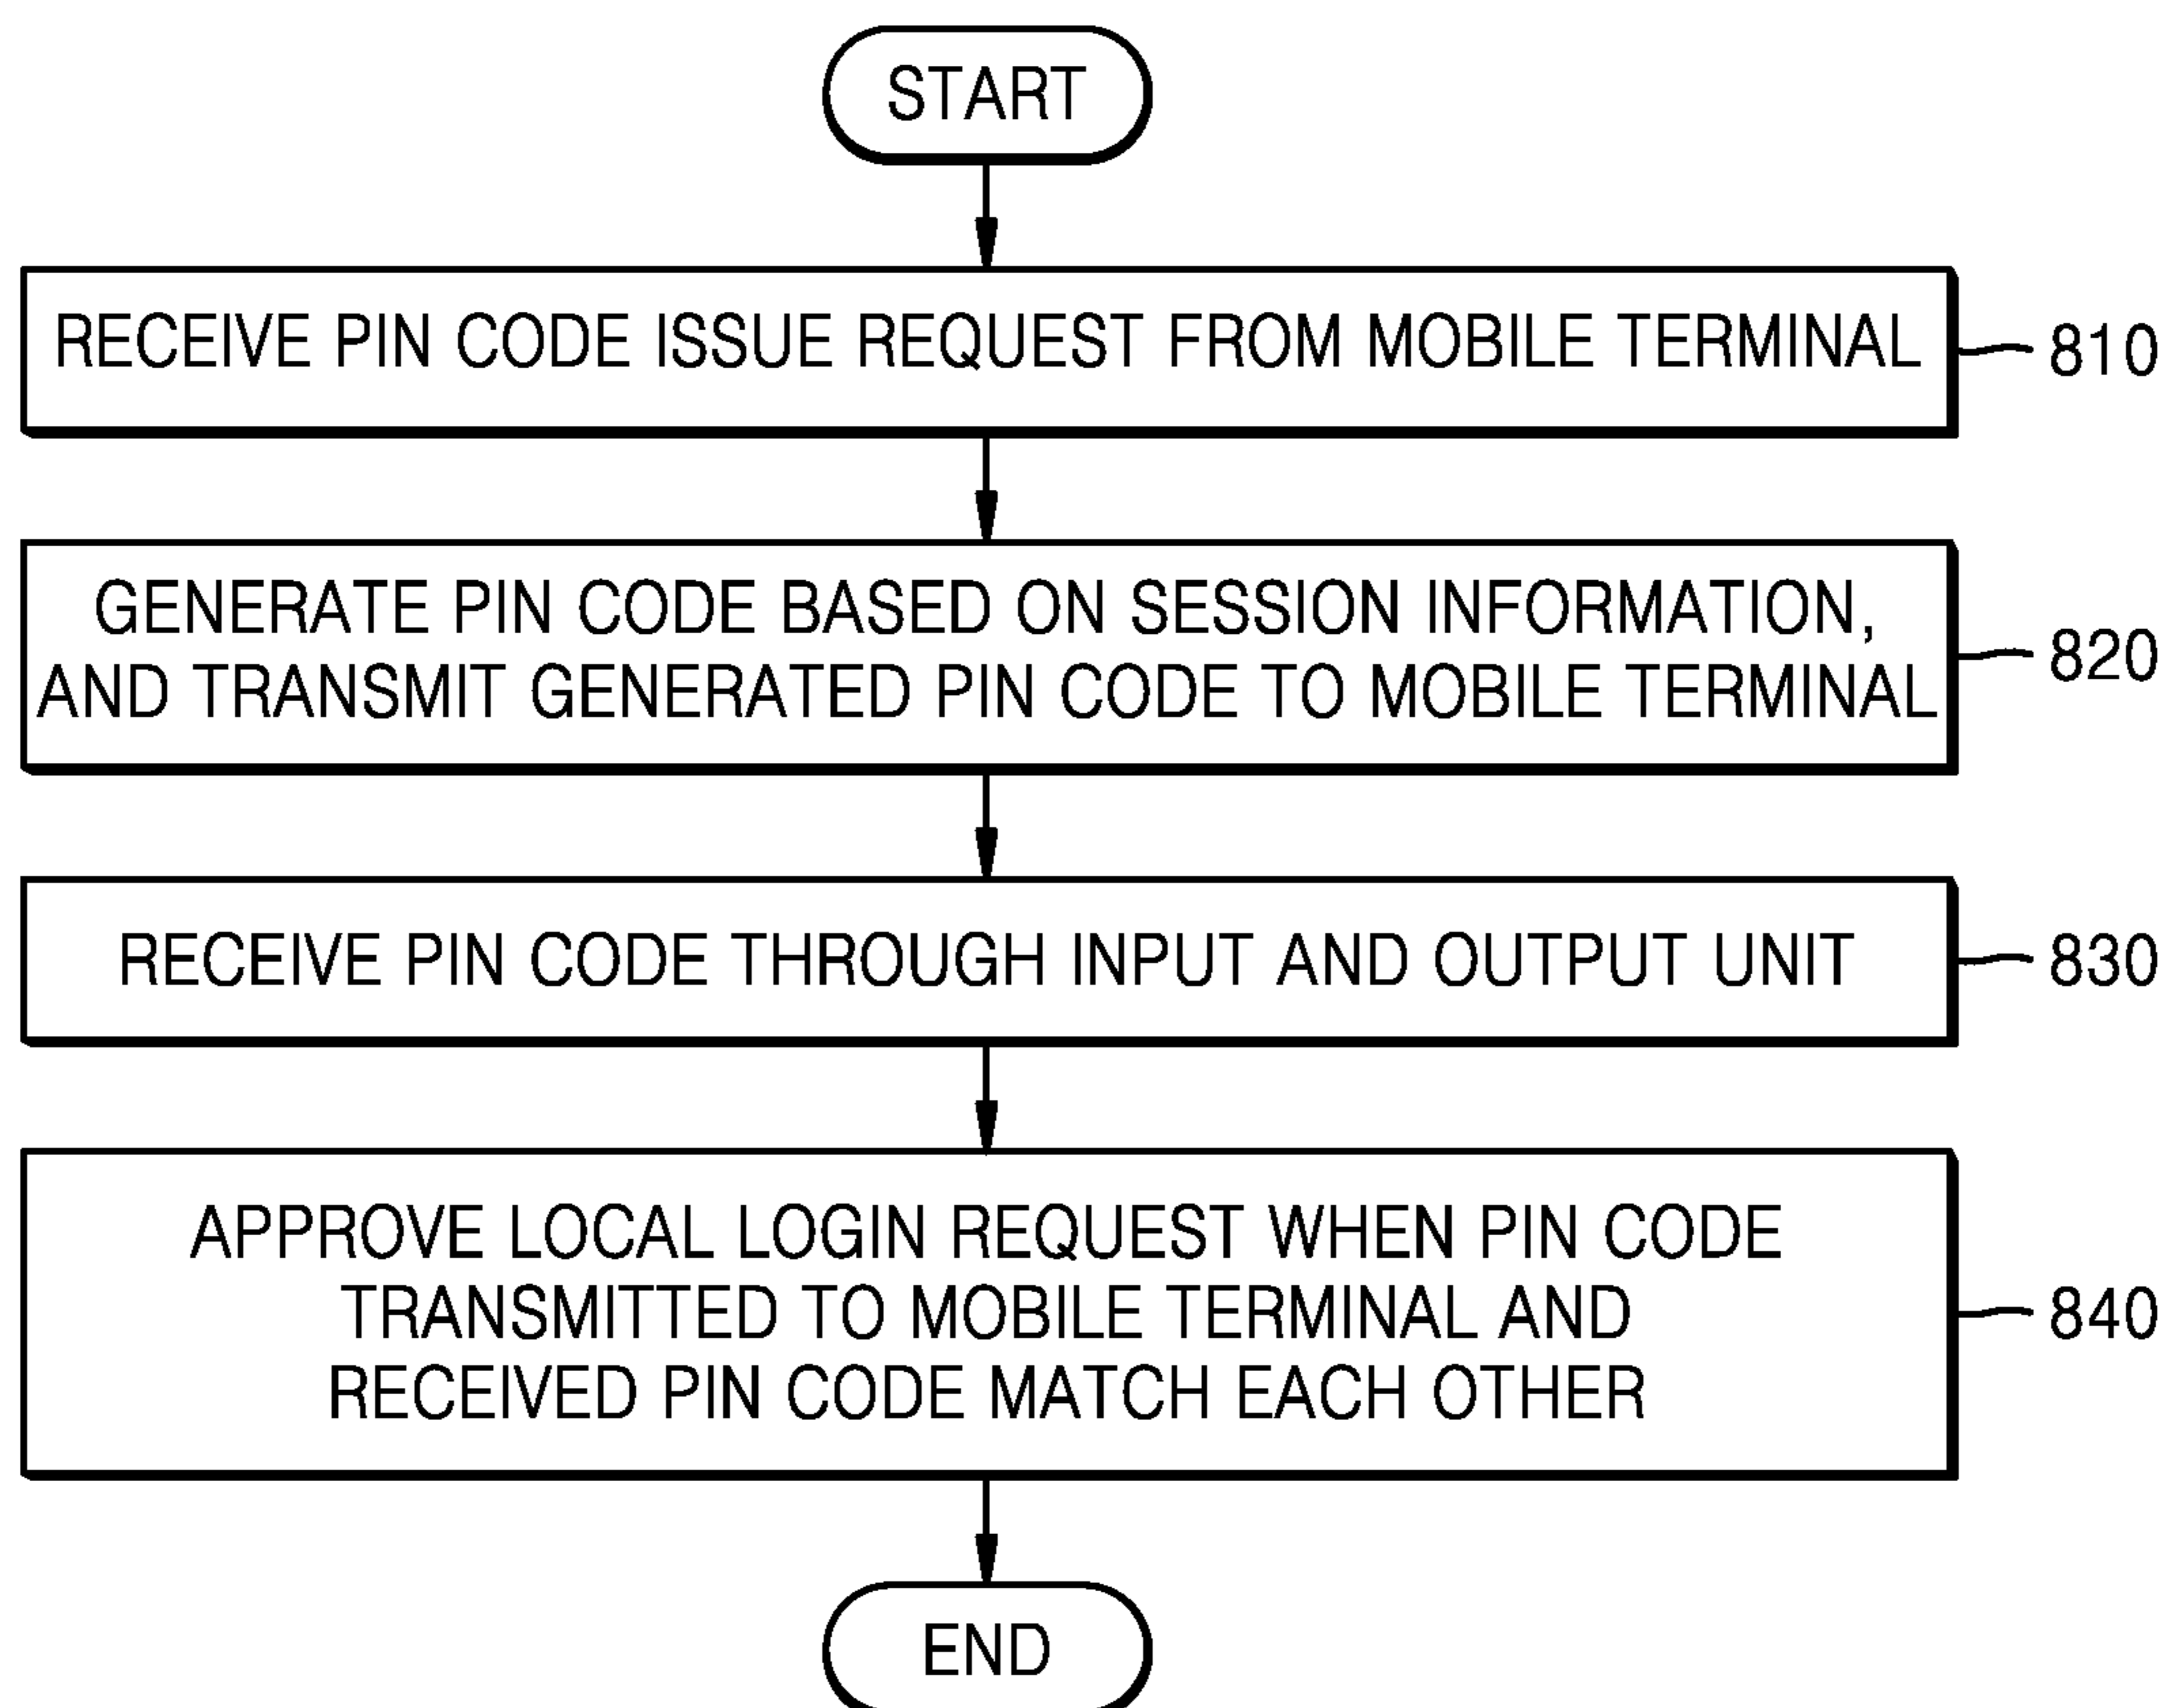 START
RECEIVE PIN CODE ISSUE REQUEST FROM MOBILE TERMINAL
810
GENERATE PIN CODE BASED ON SESSION INFORMATION,
AND TRANSMIT GENERATED PIN CODE TO MOBILE TERMINAL
820
RECEIVE PIN CODE THROUGH INPUT AND OUTPUT UNIT
830
APPROVE LOCAL LOGIN REQUEST WHEN PIN CODE
TRANSMITTED TO MOBILE TERMINAL AND
RECEIVED PIN CODE MATCH EACH OTHER
840
END